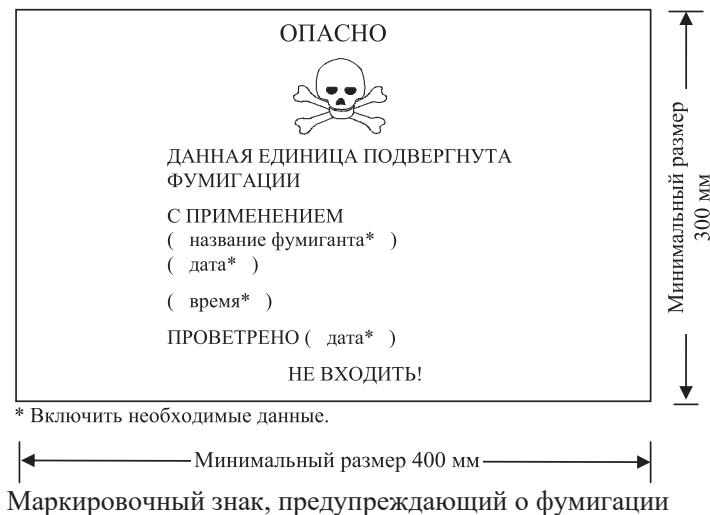 ОПАСНО
ДАННАЯ ЕДИНИЦА ПОДВЕРГНУТА
ФУМИГАЦИИ
С ПРИМЕНЕНИЕМ
( название фумиганта* )
( дата* )
( время* )
ПРОВЕТРЕНО ( дата* )
НЕ ВХОДИТЬ!
Минимальный размер
300 мм
* Включить необходимые данные.
Минимальный размер 400 мм
Маркировочный знак, предупреждающий о фумигации